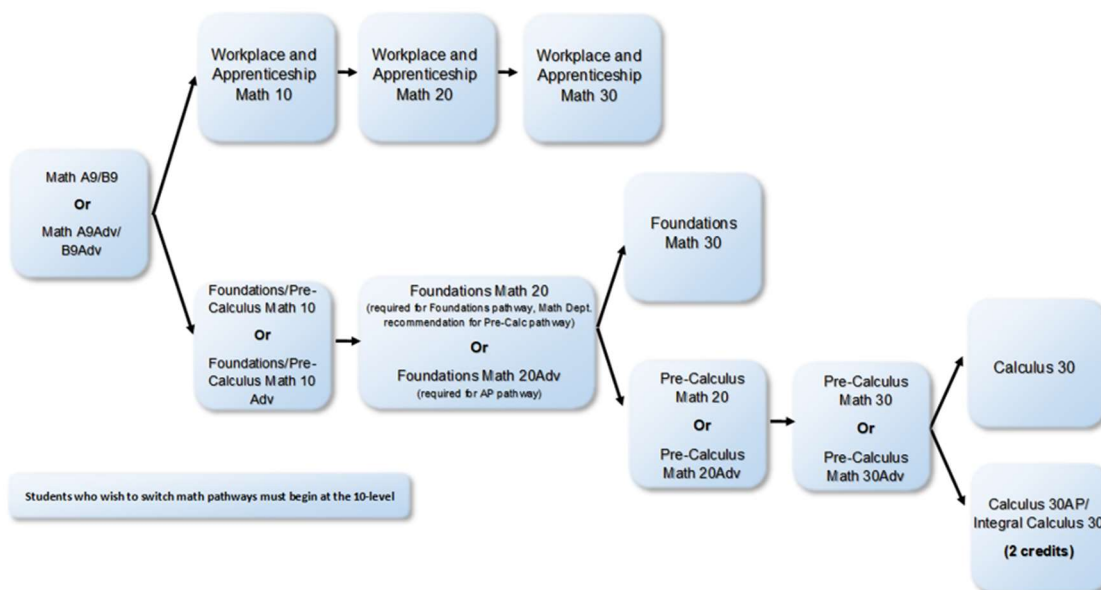 Workplace and
Apprenticeship
Math 10
Workplace and
Apprenticeship
Math 20
Workplace and
Apprenticeship
Math 30
Math A9/B9
Or
Math A9Adv/
B9Adv
Foundations
Math 30
Foundations/Pre-
Calculus Math 10
Or
Foundations/Pre-
Calculus Math 10
Adv
Foundations Math 20
(required for Foundations pathway, Math Dept.
recommendation for Pre-Calc pathway)
Or
Foundations Math 20Adv
(required for AP pathway)
Pre-Calculus
Math 20
Or
Pre-Calculus
Math 20Adv
Pre-Calculus
Math 30
Or
Pre-Calculus
Math 30Adv
Calculus 30
Calculus 30AP/
Integral Calculus 30
(2 credits)
Students who wish to switch math pathways must begin at the 10-level